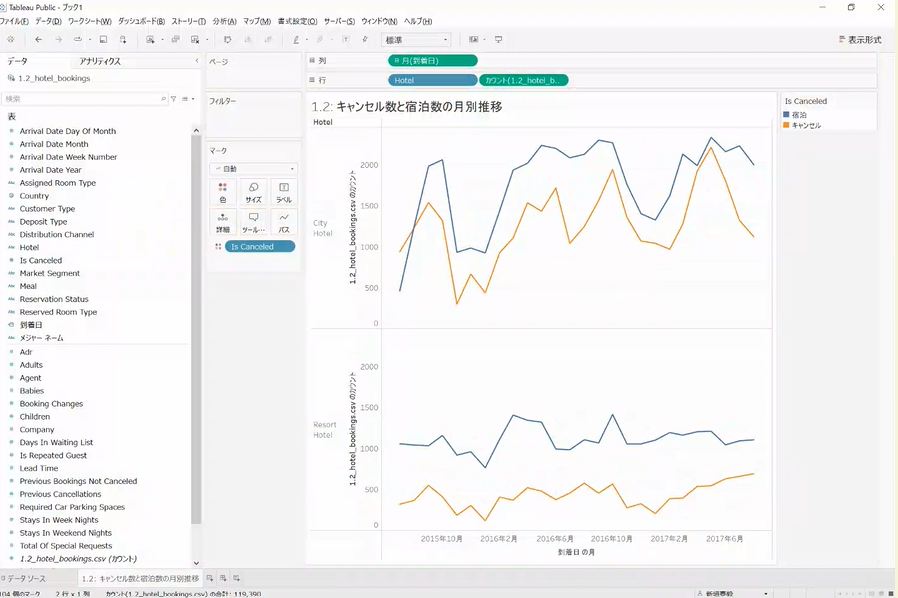 Tableau Public - ブック1
ファイル(F) データ(D) ワークシート(W) ダッシュボード(B) ストーリー(T) 分析(A) マップ(M) 書式設定(O) サーバー(S) ウィンドウ(N) ヘルプ(H)
標準
表示形式
データ
アナリティクス
1.2_hotel_bookings
検索
表
Arrival Date Day Of Month
Arrival Date Month
Arrival Date Week Number
Arrival Date Year
Assigned Room Type
Country
Customer Type
Deposit Type
Distribution Channel
Hotel
Is Canceled
Market Segment
Meal
Reservation Status
Reserved Room Type
到着日
メジャー ネーム
Adr
Adults
Agent
Babies
Booking Changes
Children
Company
Days In Waiting List
Is Repeated Guest
Lead Time
Previous Bookings Not Canceled
Previous Cancellations
Required Car Parking Spaces
Stays In Week Nights
Stays In Weekend Nights
Total Of Special Requests
1.2_hotel_bookings.csv (カウント)
ページ
フィルター
マーク
自動
色
サイズ
ラベル
詳細
ツール…
パス
Is Canceled
列
月(到着日)
行
Hotel
カウント(1.2_hotel_b..
1.2: キャンセル数と宿泊数の月別推移
Hotel
City
Hotel
1.2_hotel_bookings.csv のカウント
2000
1500
1000
500
0
Resort
Hotel
1.2_hotel_bookings.csv のカウント
2000
1500
1000
500
0
2015年10月
2016年2月
2016年6月
2016年10月
2017年2月
2017年6月
到着日 の月
Is Canceled
宿泊
キャンセル
データ ソース
1.2: キャンセル数と宿泊数の月別推移
104 個のマーク
2 行 x 1 列
カウント(1.2_hotel_bookings.csv) の合計: 119,390